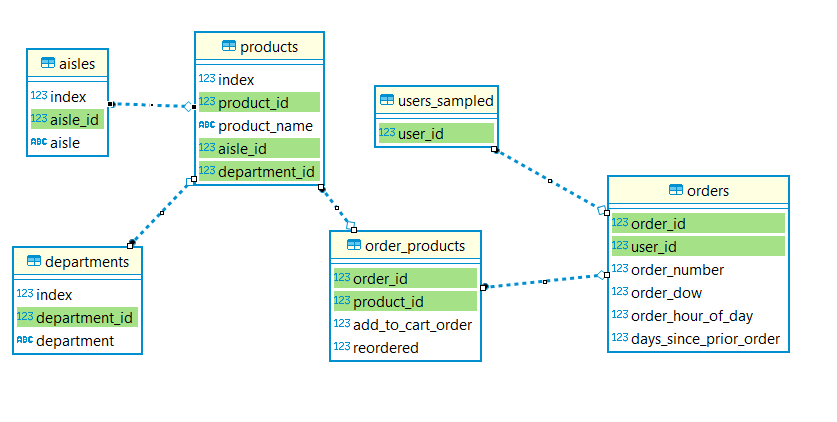 aisles
123 index
123 aisle_id
ABC aisle
products
123 index
123 product_id
ABC product_name
123 aisle_id
123 department_id
users_sampled
123 user_id
departments
123 index
123 department_id
ABC department
order_products
123 order_id
123 product_id
123 add_to_cart_order
123 reordered
orders
123 order_id
123 user_id
123 order_number
123 order_dow
123 order_hour_of_day
123 days_since_prior_order